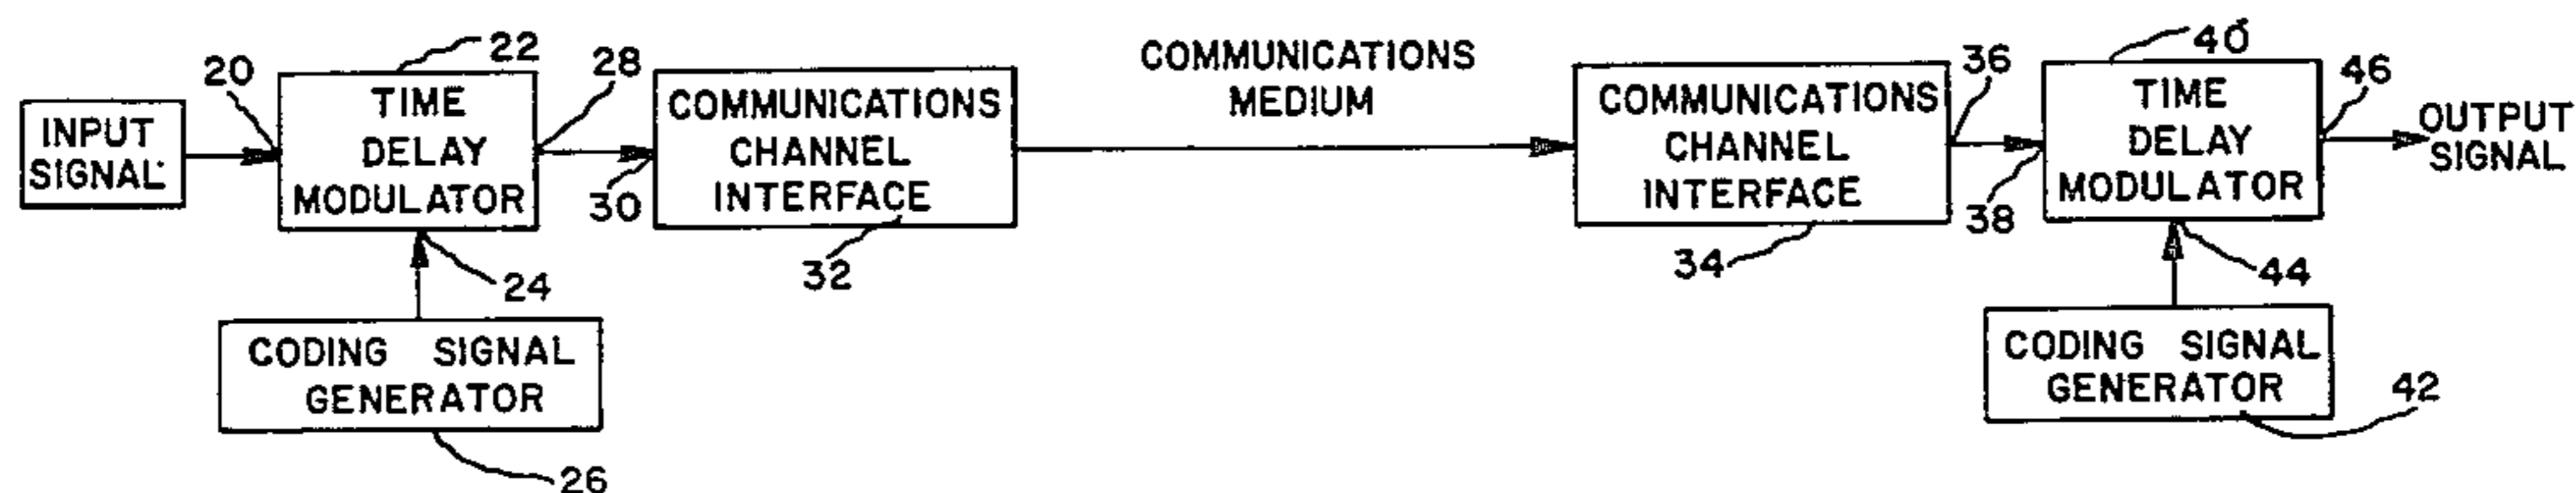 INPUT
SIGNAL
20
22
TIME
DELAY
MODULATOR
24
CODING SIGNAL
GENERATOR
26
28
30
COMMUNICATIONS
CHANNEL
INTERFACE
32
COMMUNICATIONS
MEDIUM
COMMUNICATIONS
CHANNEL
INTERFACE
34
36
38
40
TIME
DELAY
MODULATOR
44
CODING SIGNAL
GENERATOR
42
46
OUTPUT
SIGNAL